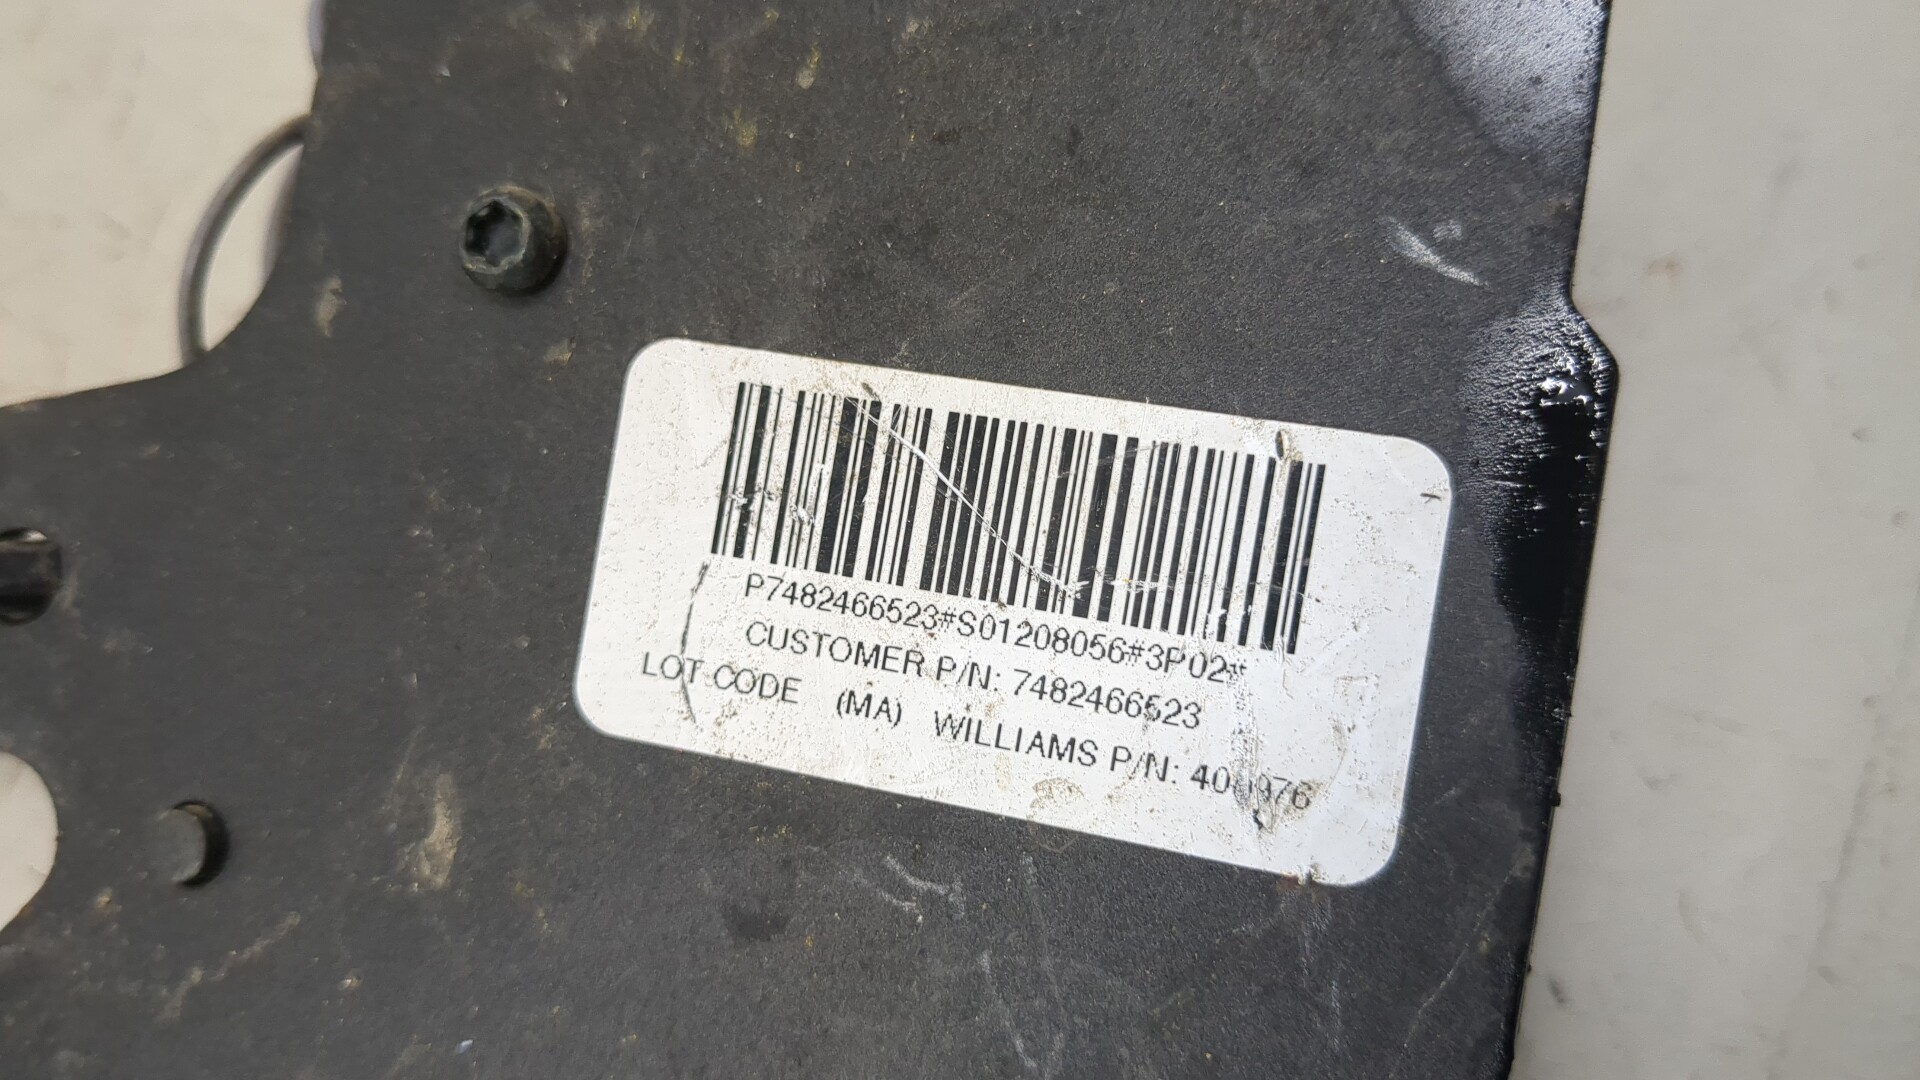 P7482466523#S01208056#3P02#
CUSTOMER P/N: 7482466523
LOT CODE (MA) WILLIAMS P/N: